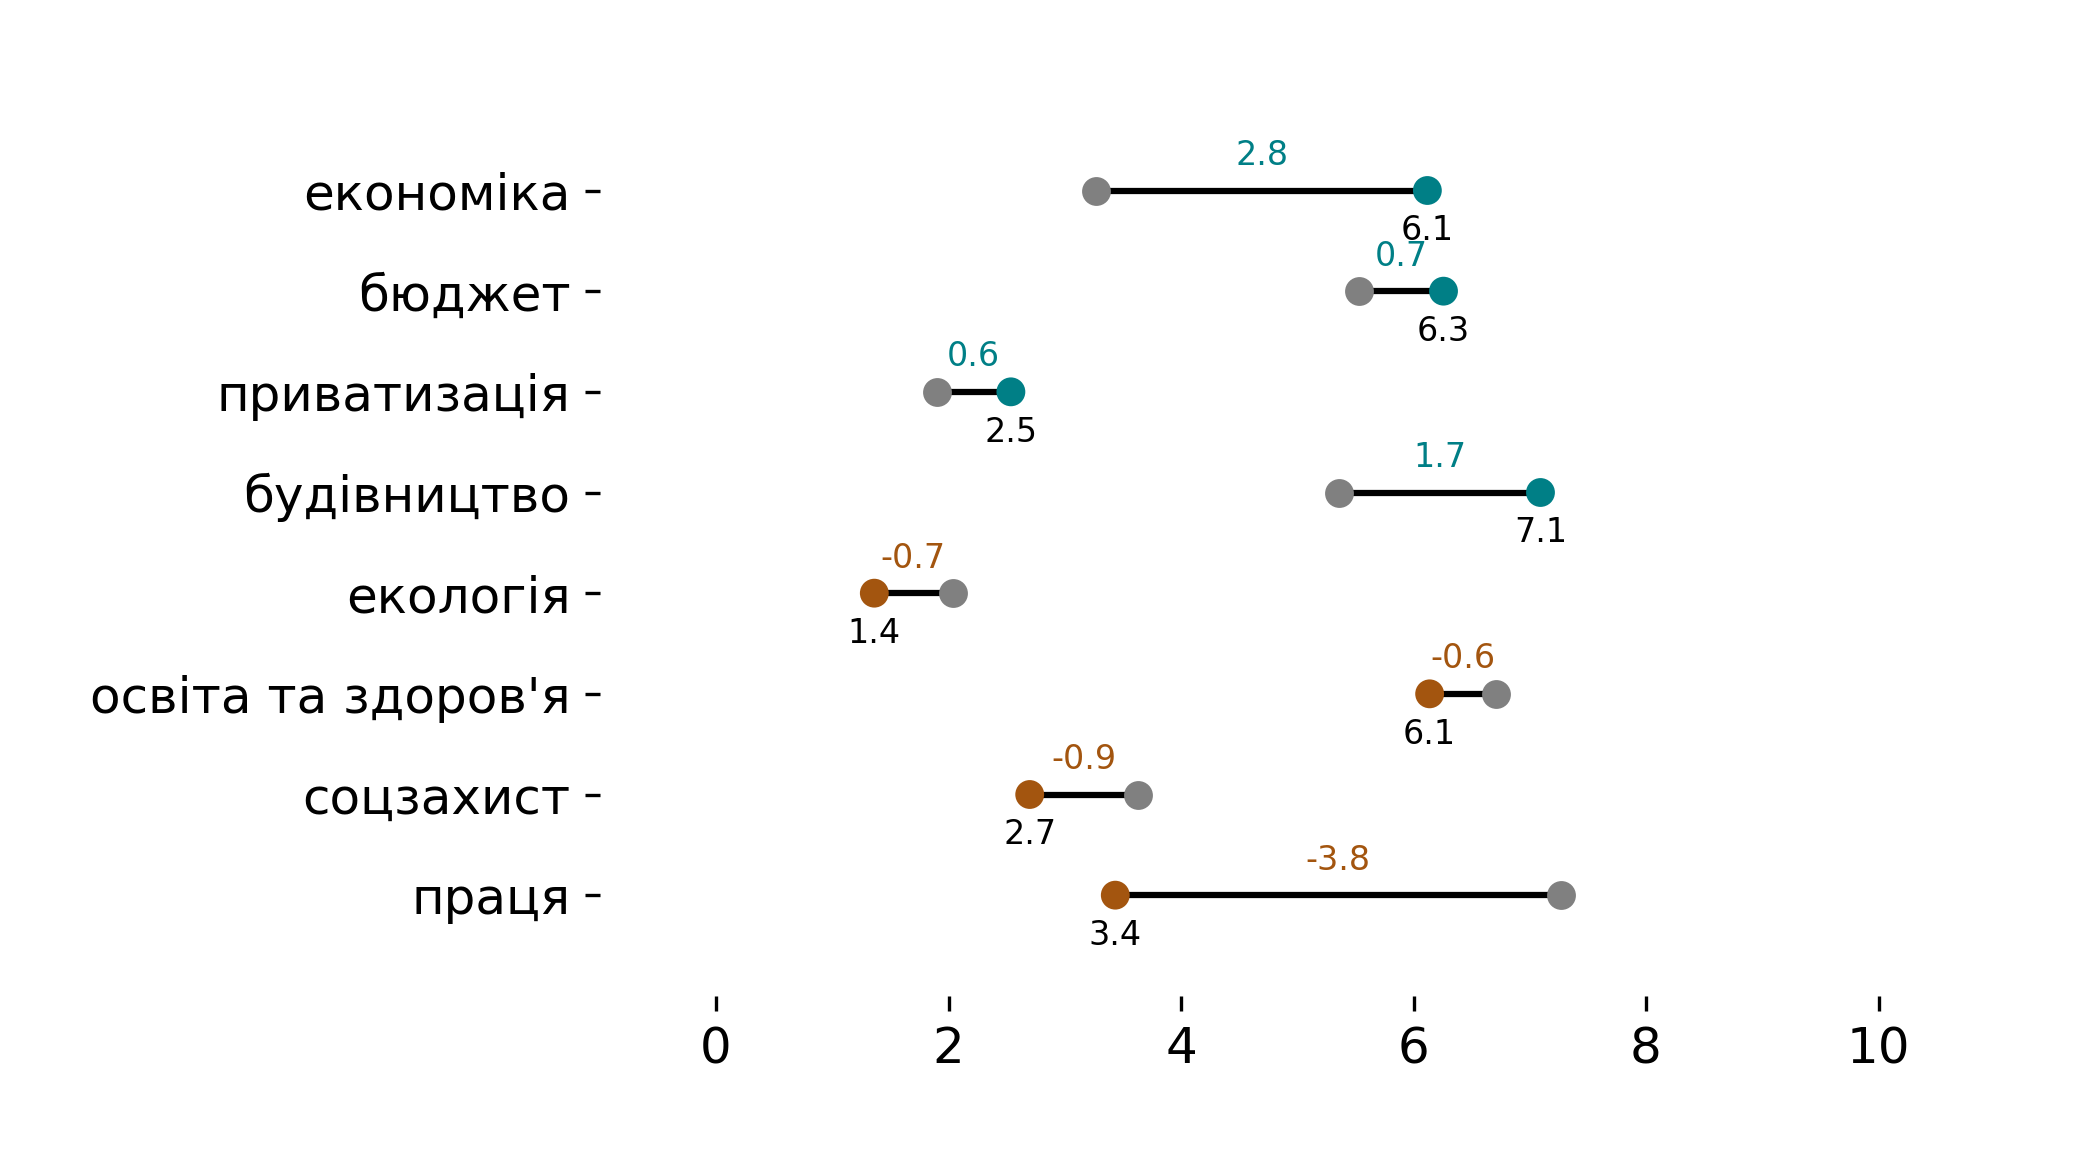 2.8
економіка
6.1
0.7
бюджет
6.3
0.6
приватизація
2.5
1.7
будівництво
7.1
-0.7
екологія
1.4
-0.6
освіта та здоров'я
6.1
-0.9
соцзахист
2.7
-3.8
праця
3.4
0 2 4 6 8 10